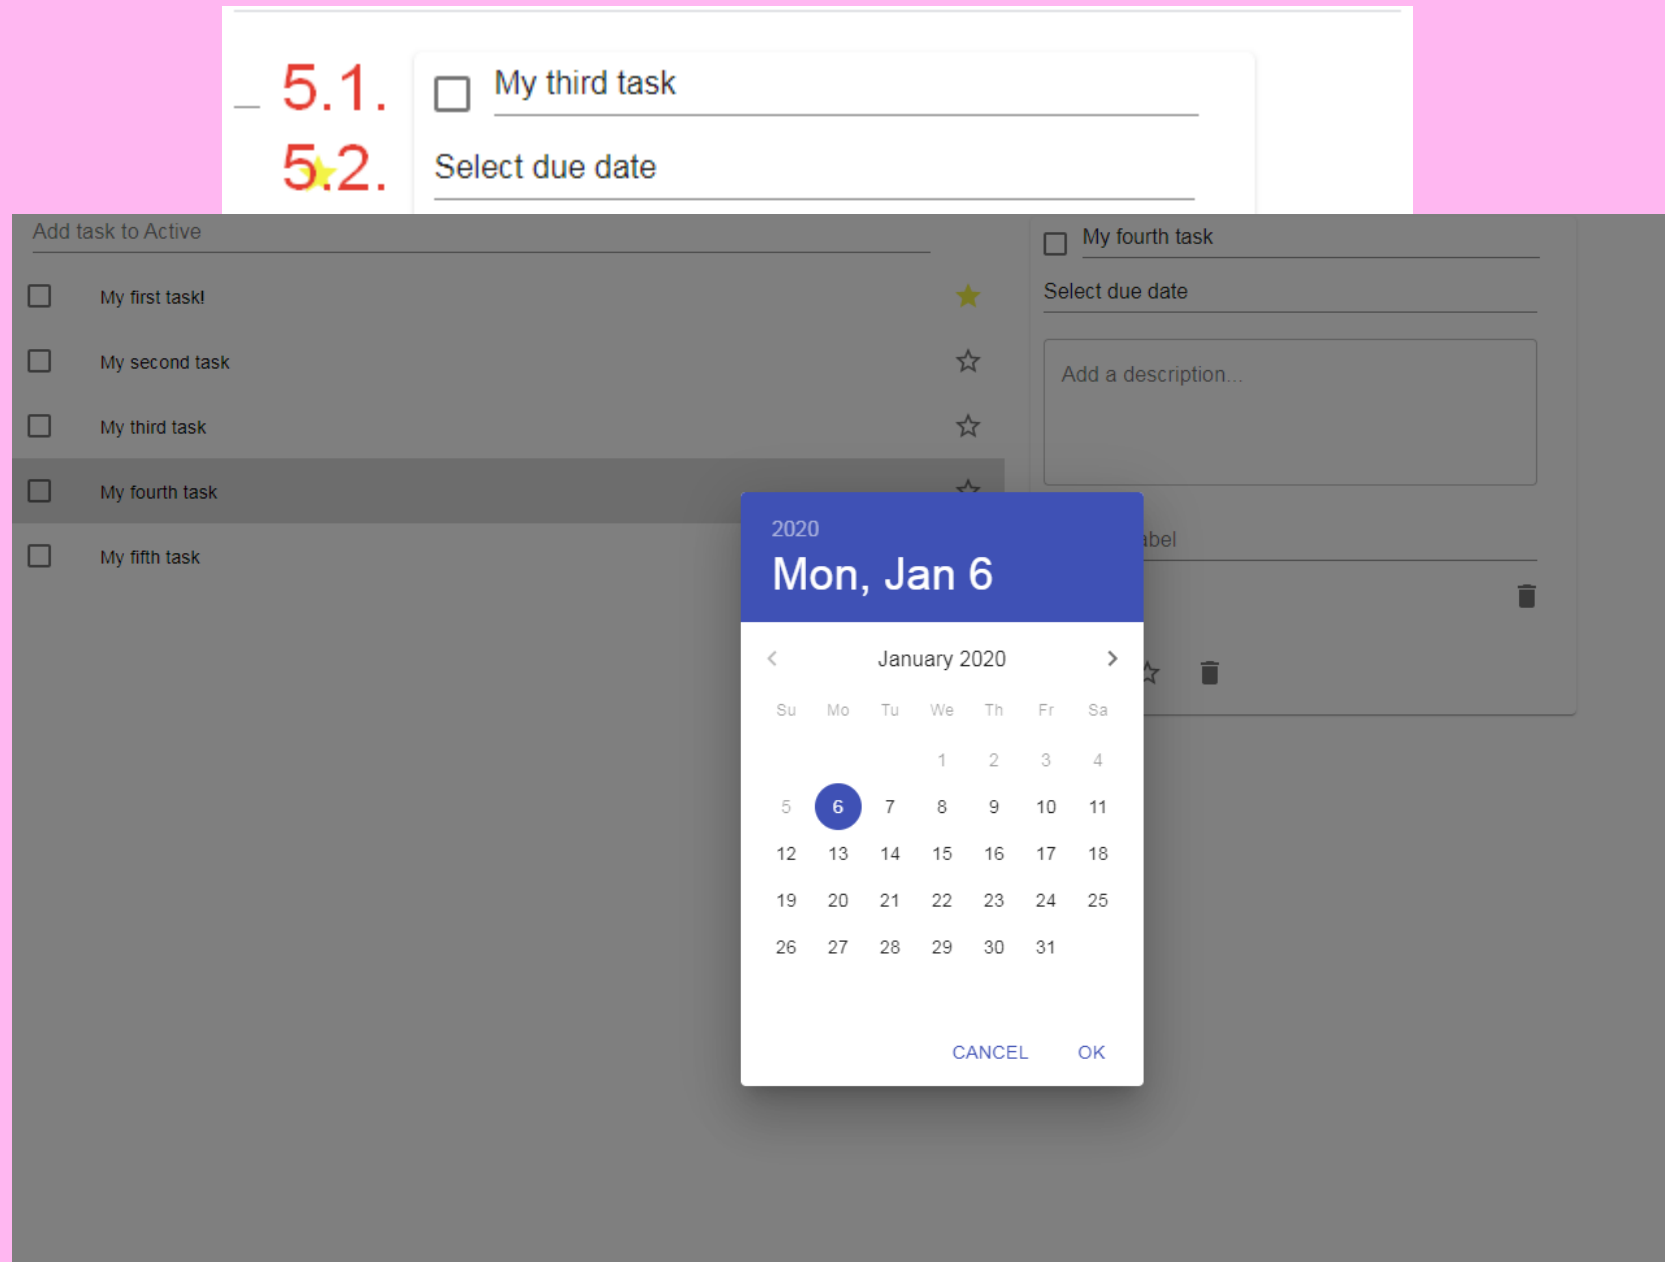 5.1. My third task
5.2. Select due date
Add task to Active
My first task!
My second task
My third task
My fourth task
My fifth task
My fourth task
Select due date
Add a description...
abel
2020
Mon, Jan 6
January 2020
Su Mo Tu We Th Fr Sa
1 2 3 4
5 6 7 8 9 10 11
12 13 14 15 16 17 18
19 20 21 22 23 24 25
26 27 28 29 30 31
CANCEL OK